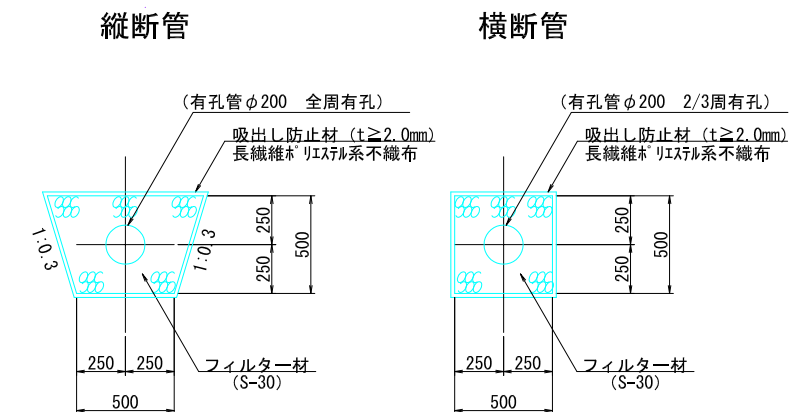 縦断管
(有孔管φ200 全周有孔)
吸出し防止材 (t≧2.0mm)
長繊維ポリエステル系不織布
1:0.3
1:0.3
250
250
500
250
250
500
フィルター材
(S-30)
横断管
(有孔管φ200 2/3周有孔)
吸出し防止材 (t≧2.0mm)
長繊維ポリエステル系不織布
250
250
500
250
250
500
フィルター材
(S-30)